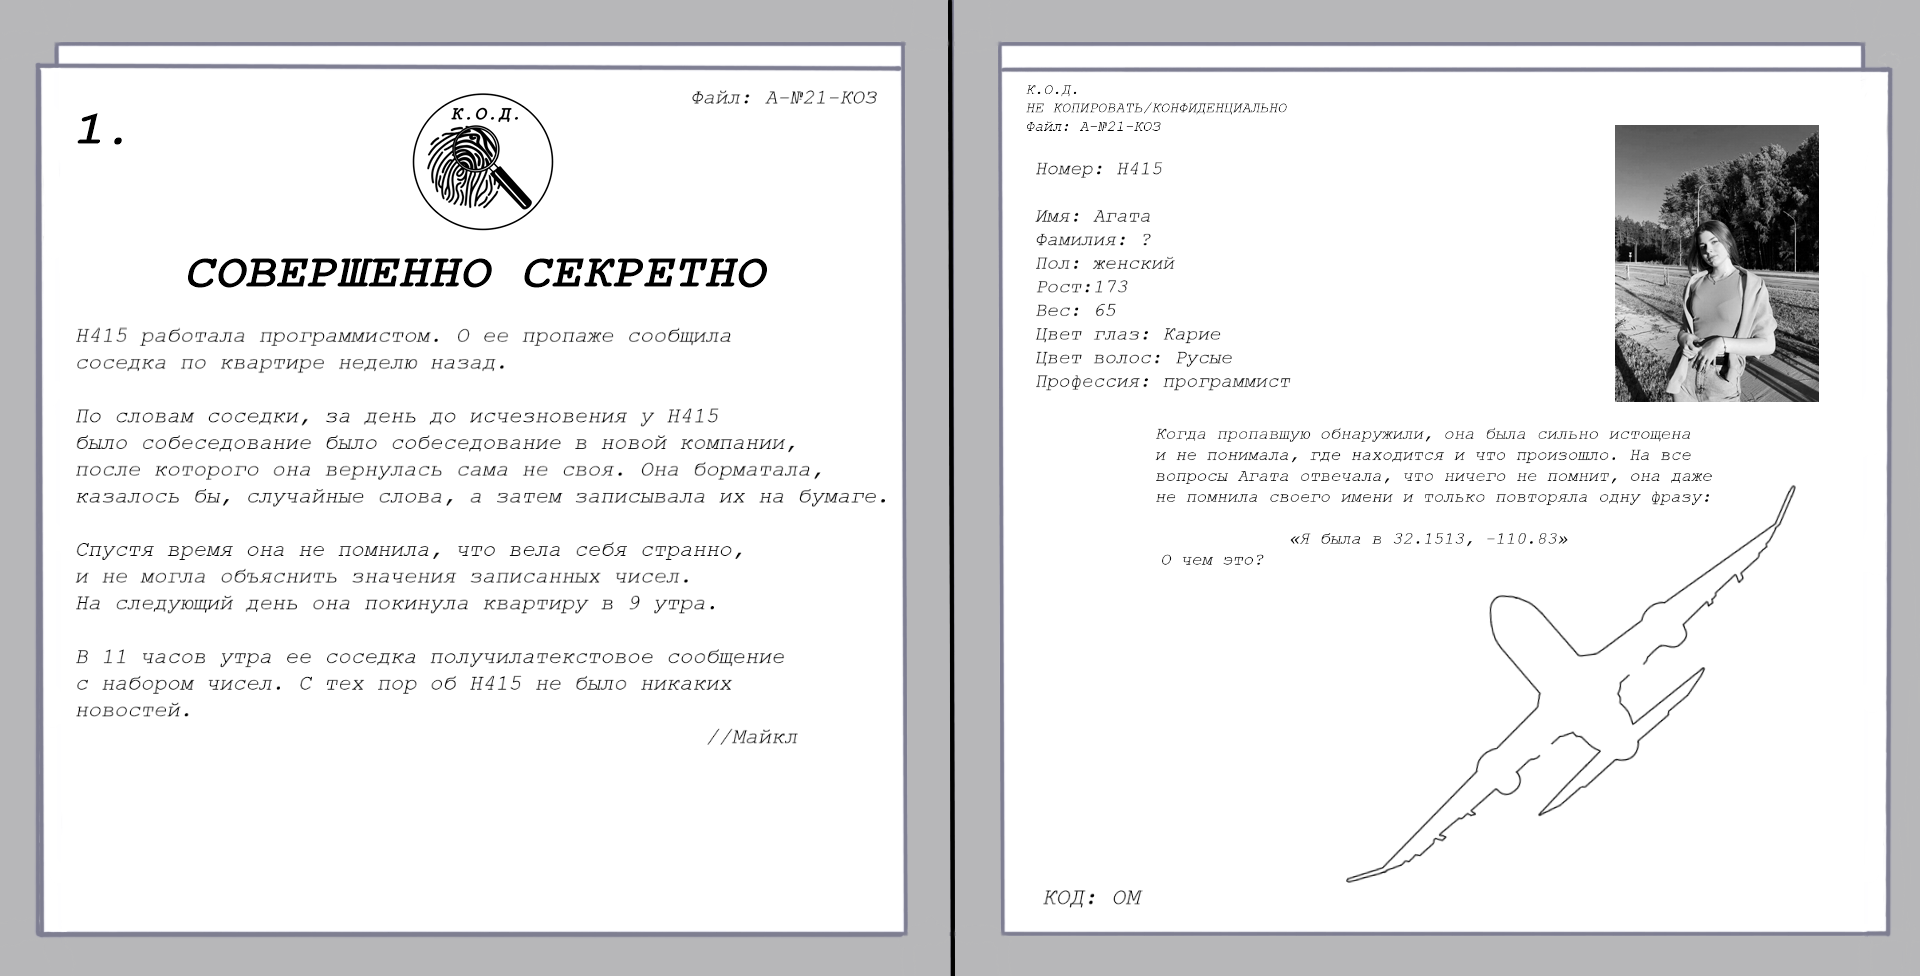 Файл: А-№21-КОЗ
К.О.Д.
1.
СОВЕРШЕННО СЕКРЕТНО
Н415 работала программистом. О ее пропаже сообщила
соседка по квартире неделю назад.
По словам соседки, за день до исчезновения у Н415
было собеседование было собеседование в новой компании,
после которого она вернулась сама не своя. Она борматала,
казалось бы, случайные слова, а затем записывала их на бумаге.
Спустя время она не помнила, что вела себя странно,
и не могла объяснить значения записанных чисел.
На следующий день она покинула квартиру в 9 утра.
В 11 часов утра ее соседка получилатекстовое сообщение
с набором чисел. С тех пор об Н415 не было никаких
новостей.
//Майкл
К.О.Д.
НЕ КОПИРОВАТЬ/КОНФИДЕНЦИАЛЬНО
Файл: А-№21-КОЗ
Номер: Н415
Имя: Агата
Фамилия: ?
Пол: женский
Рост:173
Вес: 65
Цвет глаз: Карие
Цвет волос: Русые
Профессия: программист
Когда пропавшую обнаружили, она была сильно истощена
и не понимала, где находится и что произошло. На все
вопросы Агата отвечала, что ничего не помнит, она даже
не помнила своего имени и только повторяла одну фразу:
«Я была в 32.1513, -110.83»
О чем это?
КОД: ОМ